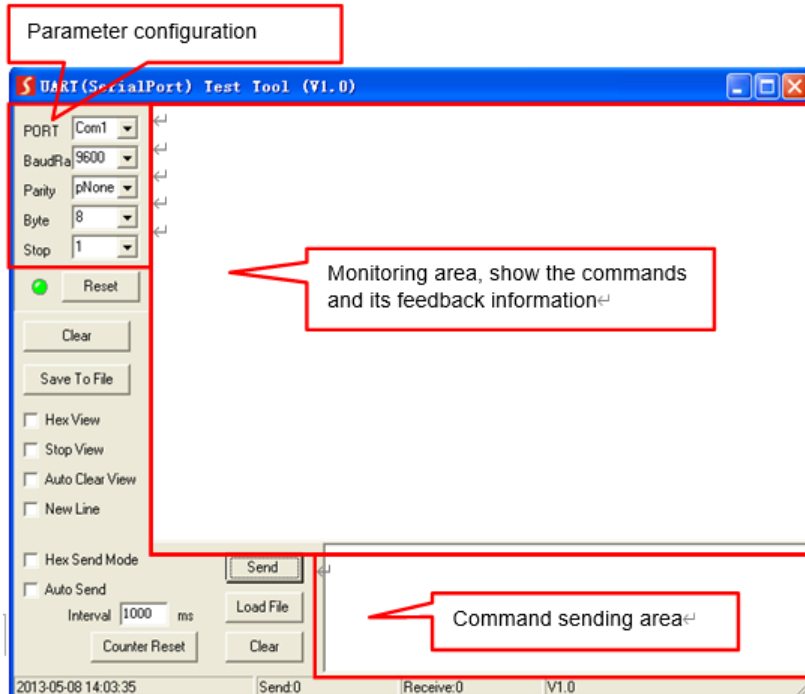 Parameter configuration
UART(SerialPort) Test Tool (V1.0)
PORT Com1
BaudRa 9600
Parity pNone
Byte 8
Stop 1
Reset
Clear
Save To File
Hex View
Stop View
Auto Clear View
New Line
Monitoring area, show the commands
and its feedback information↵
Hex Send Mode
Auto Send
Interval 1000 ms
Counter Reset
Send
Load File
Clear
Command sending area↵
2013-05-08 14:03:35 Send:0 Receive:0 V1.0